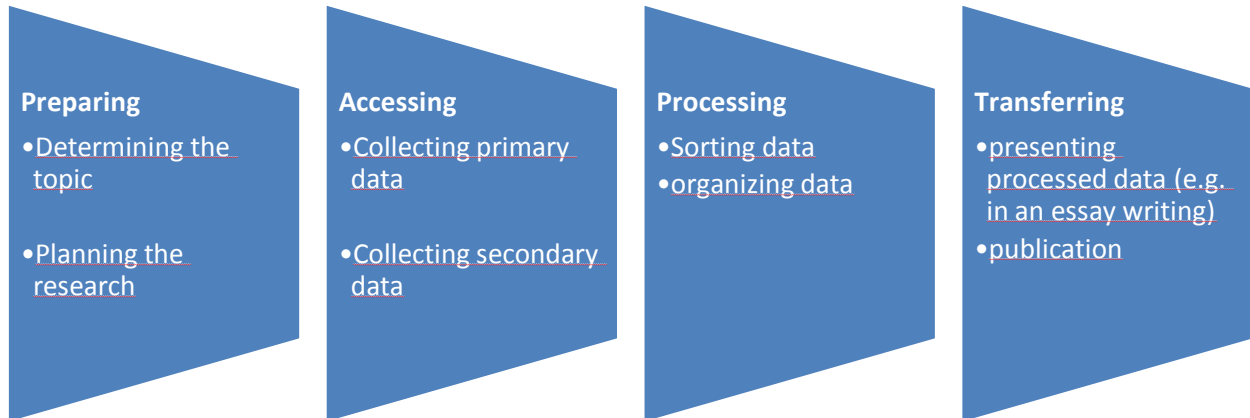 Preparing
•Determining the
topic
•Planning the
research
Accessing
•Collecting primary
data
•Collecting secondary
data
Processing
•Sorting data
•organizing data
Transferring
•presenting
processed data (e.g.
in an essay writing)
•publication